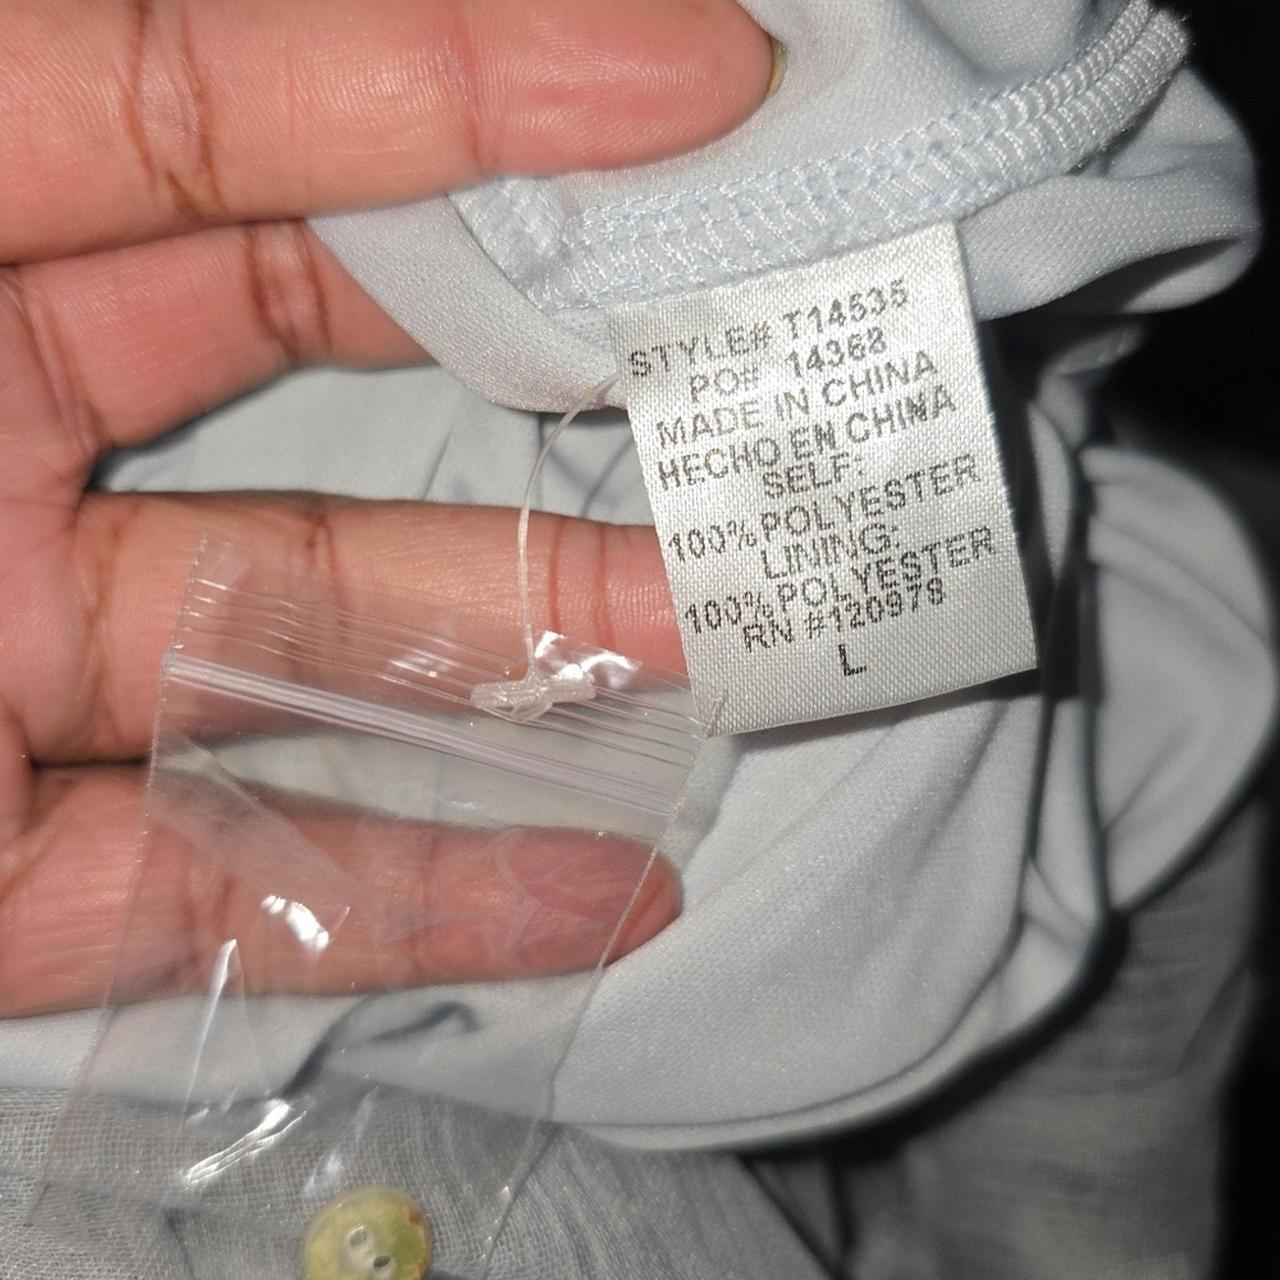 STYLE# T14535
PO# 14368
MADE IN CHINA
HECHO EN CHINA
SELF:
100% POLYESTER
LINING:
100% POLYESTER
RN #120978
L